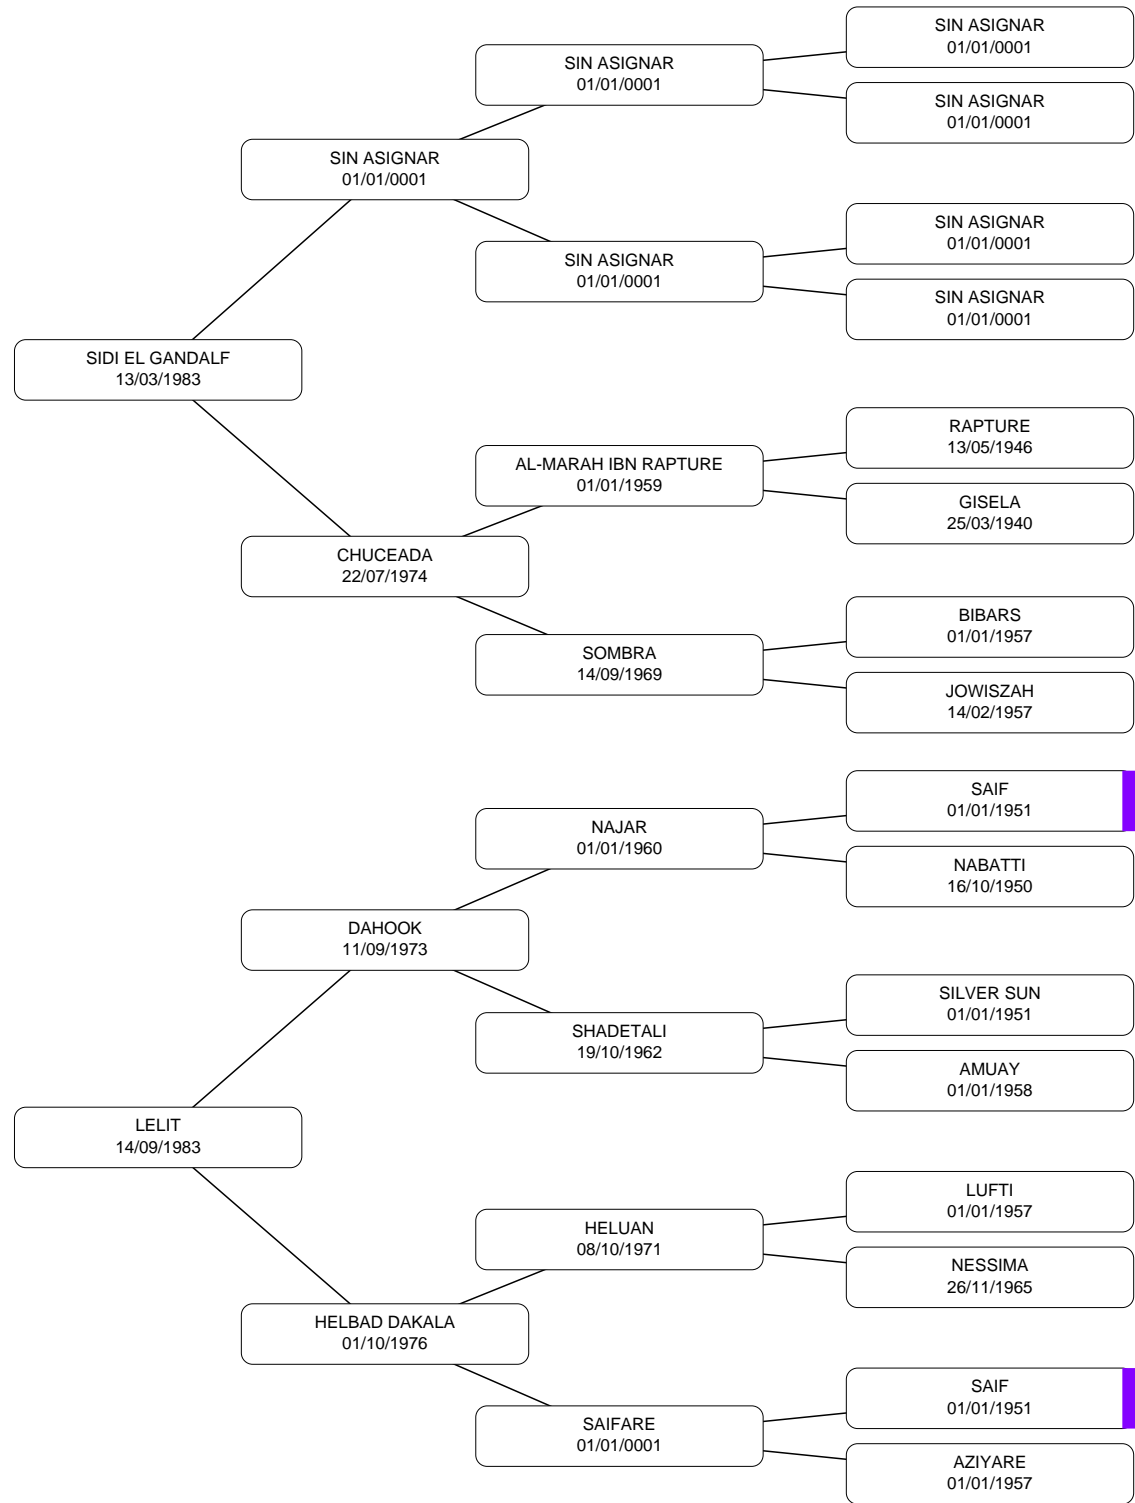 SIN ASIGNAR
01/01/0001
SIN ASIGNAR
01/01/0001
SIN ASIGNAR
01/01/0001
SIN ASIGNAR
01/01/0001
SIN ASIGNAR
01/01/0001
SIN ASIGNAR
01/01/0001
SIN ASIGNAR
01/01/0001
SIDI EL GANDALF
13/03/1983
RAPTURE
13/05/1946
AL-MARAH IBN RAPTURE
01/01/1959
GISELA
25/03/1940
CHUCEADA
22/07/1974
BIBARS
01/01/1957
SOMBRA
14/09/1969
JOWISZAH
14/02/1957
SAIF
01/01/1951
NAJAR
01/01/1960
NABATTI
16/10/1950
DAHOOK
11/09/1973
SILVER SUN
01/01/1951
SHADETALI
19/10/1962
AMUAY
01/01/1958
LELIT
14/09/1983
LUFTI
01/01/1957
HELUAN
08/10/1971
NESSIMA
26/11/1965
HELBAD DAKALA
01/10/1976
SAIF
01/01/1951
SAIFARE
01/01/0001
AZIYARE
01/01/1957